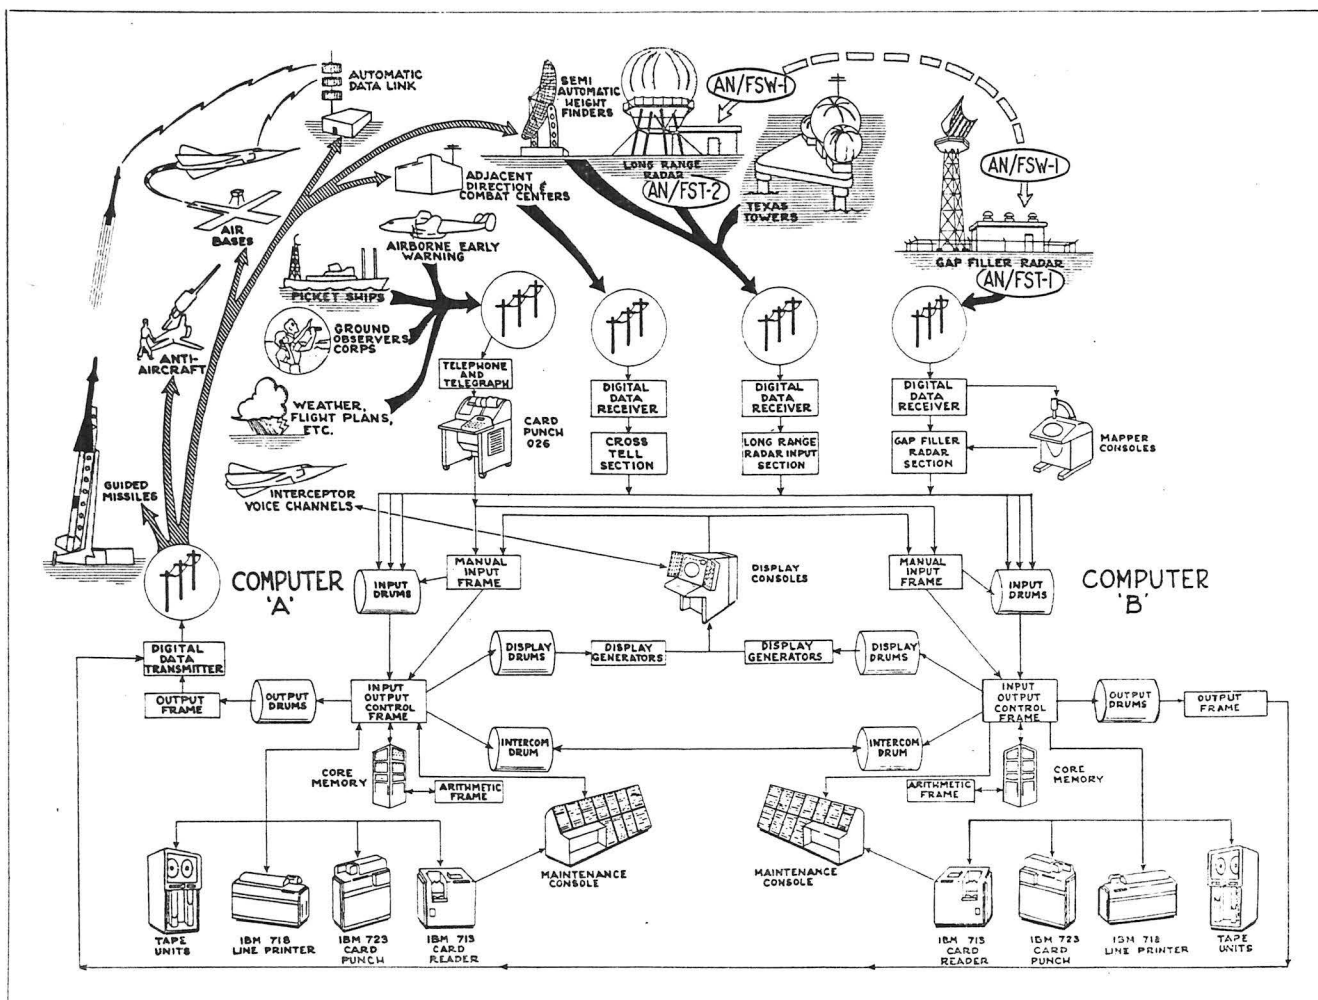 AUTOMATIC
DATA LINK
SEMI
AUTOMATIC
HEIGHT
FINDERS
AN/FSW-1
LONG RANGE
RADAR
AN/FST-2
TEXAS
TOWERS
AN/FSW-1
GAP FILLER RADAR
AN/FST-1
ADJACENT
DIRECTION &
COMBAT CENTERS
AIR
BASES
AIRBORNE EARLY
WARNING
PICKET SHIPS
GROUND
OBSERVERS
CORPS
ANTI-
AIRCRAFT
WEATHER,
FLIGHT PLANS,
ETC.
TELEPHONE
AND
TELEGRAPH
CARD
PUNCH
026
DIGITAL
DATA
RECEIVER
CROSS
TELL
SECTION
DIGITAL
DATA
RECEIVER
LONG RANGE
RADAR INPUT
SECTION
DIGITAL
DATA
RECEIVER
GAP FILLER
RADAR
SECTION
MAPPER
CONSOLES
GUIDED
MISSILES
INTERCEPTOR
VOICE CHANNELS
COMPUTER
'A'
INPUT
DRUMS
MANUAL
INPUT
FRAME
DISPLAY
CONSOLES
MANUAL
INPUT
FRAME
INPUT
DRUMS
COMPUTER
'B'
DIGITAL
DATA
TRANSMITTER
OUTPUT
FRAME
OUTPUT
DRUMS
INPUT
OUTPUT
CONTROL
FRAME
DISPLAY
DRUMS
DISPLAY
GENERATORS
DISPLAY
GENERATORS
DISPLAY
DRUMS
INPUT
OUTPUT
CONTROL
FRAME
OUTPUT
DRUMS
OUTPUT
FRAME
INTERCOM
DRUM
INTERCOM
DRUM
CORE
MEMORY
ARITHMETIC
FRAME
ARITHMETIC
FRAME
CORE
MEMORY
MAINTENANCE
CONSOLE
MAINTENANCE
CONSOLE
TAPE
UNITS
IBM 718
LINE PRINTER
IBM 723
CARD
PUNCH
IBM 713
CARD
READER
IBM 713
CARD
READER
IBM 723
CARD
PUNCH
IBM 718
LINE PRINTER
TAPE
UNITS